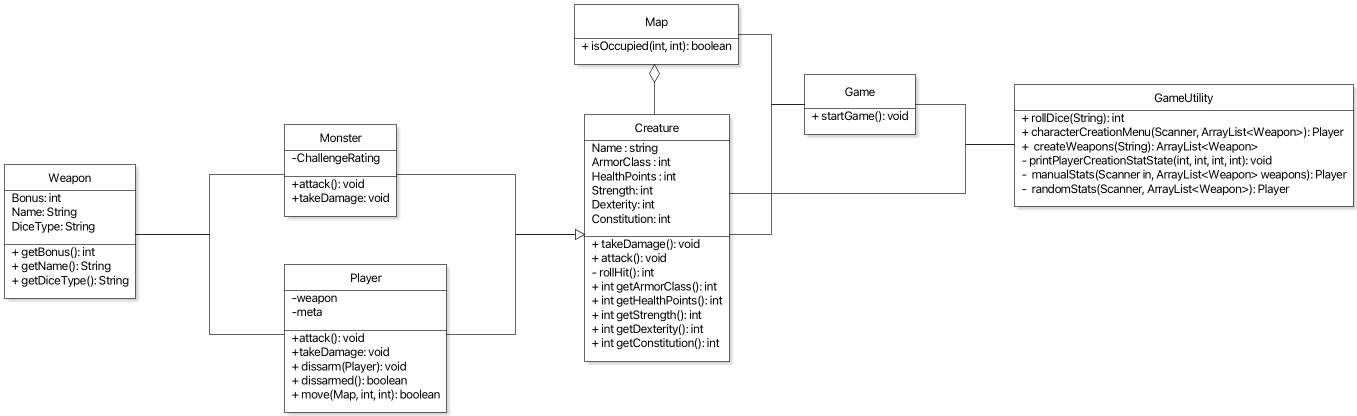 Map
+ isOccupied(int, int): boolean
Game
+ startGame(): void
GameUtility
+ rollDice(String): int
+ characterCreationMenu(Scanner, ArrayList<Weapon>): Player
+ createWeapons(String): ArrayList<Weapon>
- printPlayerCreationStatState(int, int, int, int): void
- manualStats(Scanner in, ArrayList<Weapon> weapons): Player
- randomStats(Scanner, ArrayList<Weapon>): Player
Creature
Name : string
ArmorClass : int
HealthPoints : int
Strength: int
Dexterity: int
Constitution: int
+ takeDamage(): void
+ attack(): void
- rollHit(): int
+ int getArmorClass(): int
+ int getHealthPoints(): int
+ int getStrength(): int
+ int getDexterity(): int
+ int getConstitution(): int
Monster
-ChallengeRating
+attack(): void
+takeDamage: void
Weapon
Bonus: int
Name: String
DiceType: String
+ getBonus(): int
+ getName(): String
+ getDiceType(): String
Player
-weapon
-meta
+attack(): void
+takeDamage: void
+ dissarm(Player): void
+ dissarmed(): boolean
+ move(Map, int, int): boolean